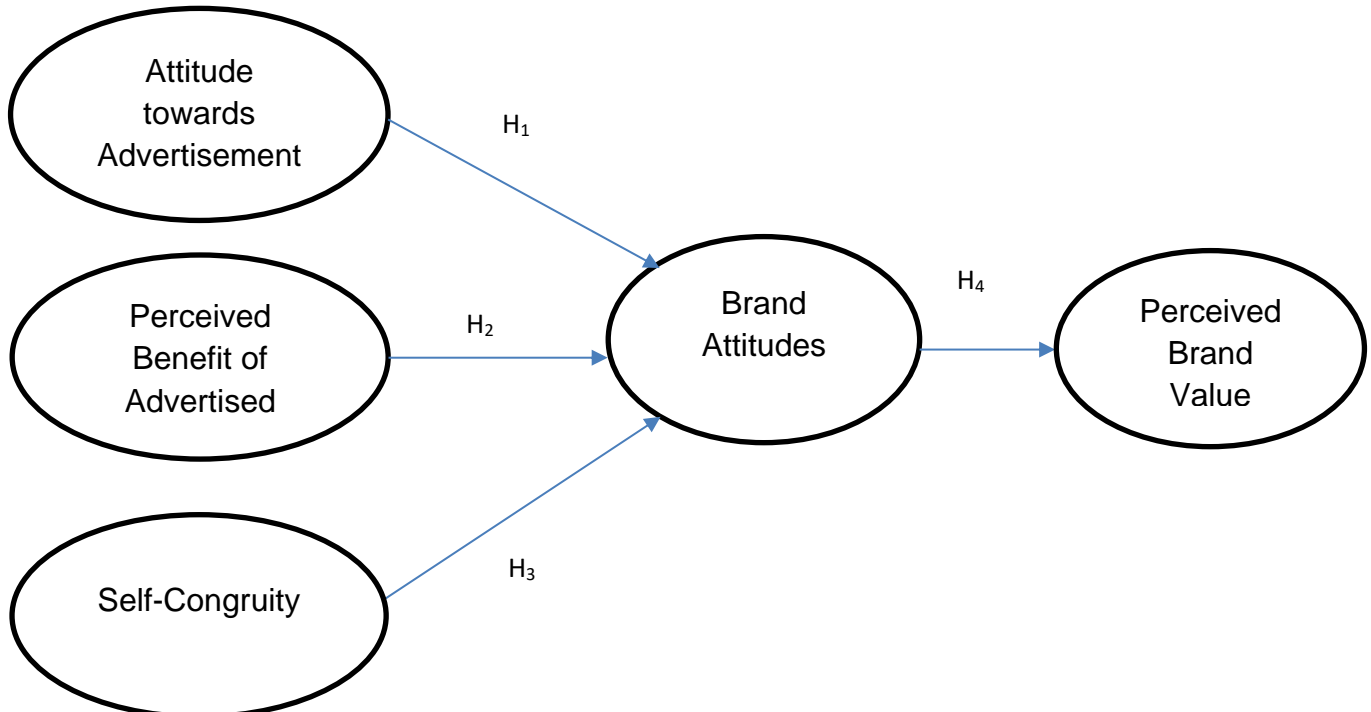 Attitude
towards
Advertisement
H₁
Perceived
Benefit of
Advertised
H₂
Self-Congruity
H₃
Brand
Attitudes
H₄
Perceived
Brand
Value